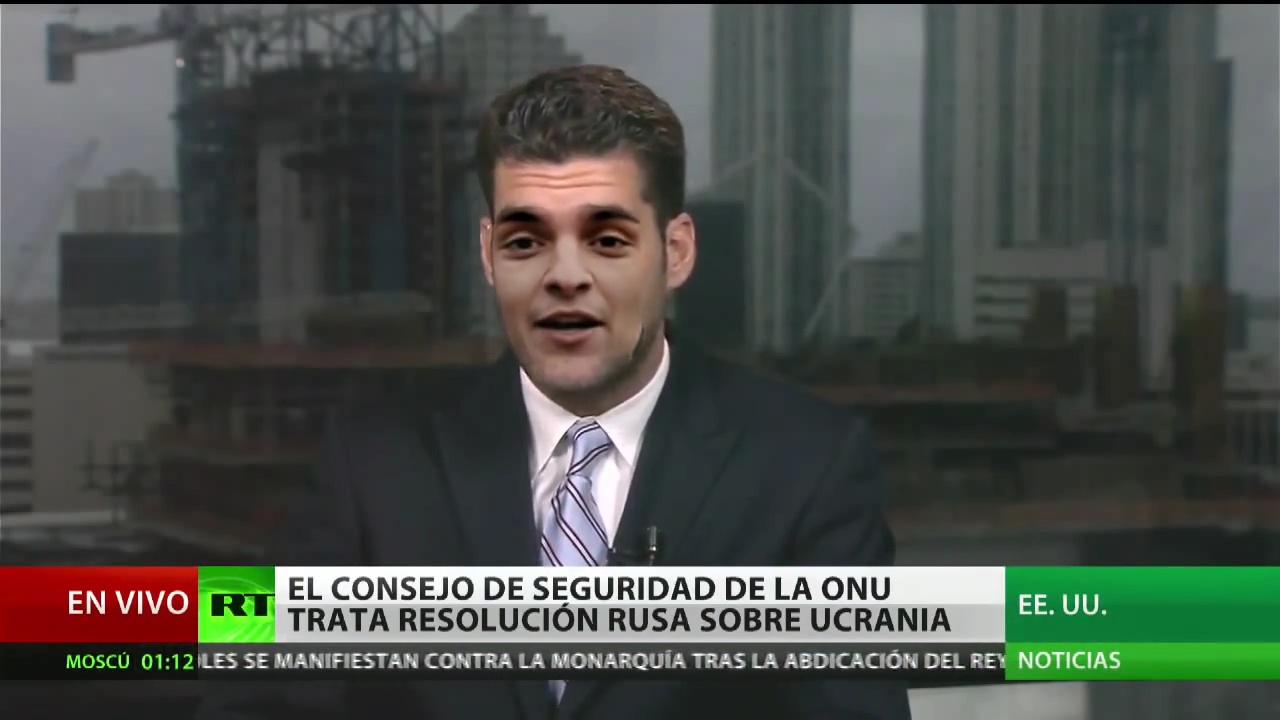 EN VIVO
RT
EL CONSEJO DE SEGURIDAD DE LA ONU
TRATA RESOLUCIÓN RUSA SOBRE UCRANIA
EE. UU.
MOSCÚ 01:12
OLES SE MANIFIESTAN CONTRA LA MONARQUÍA TRAS LA ABDICACIÓN DEL REY
NOTICIAS